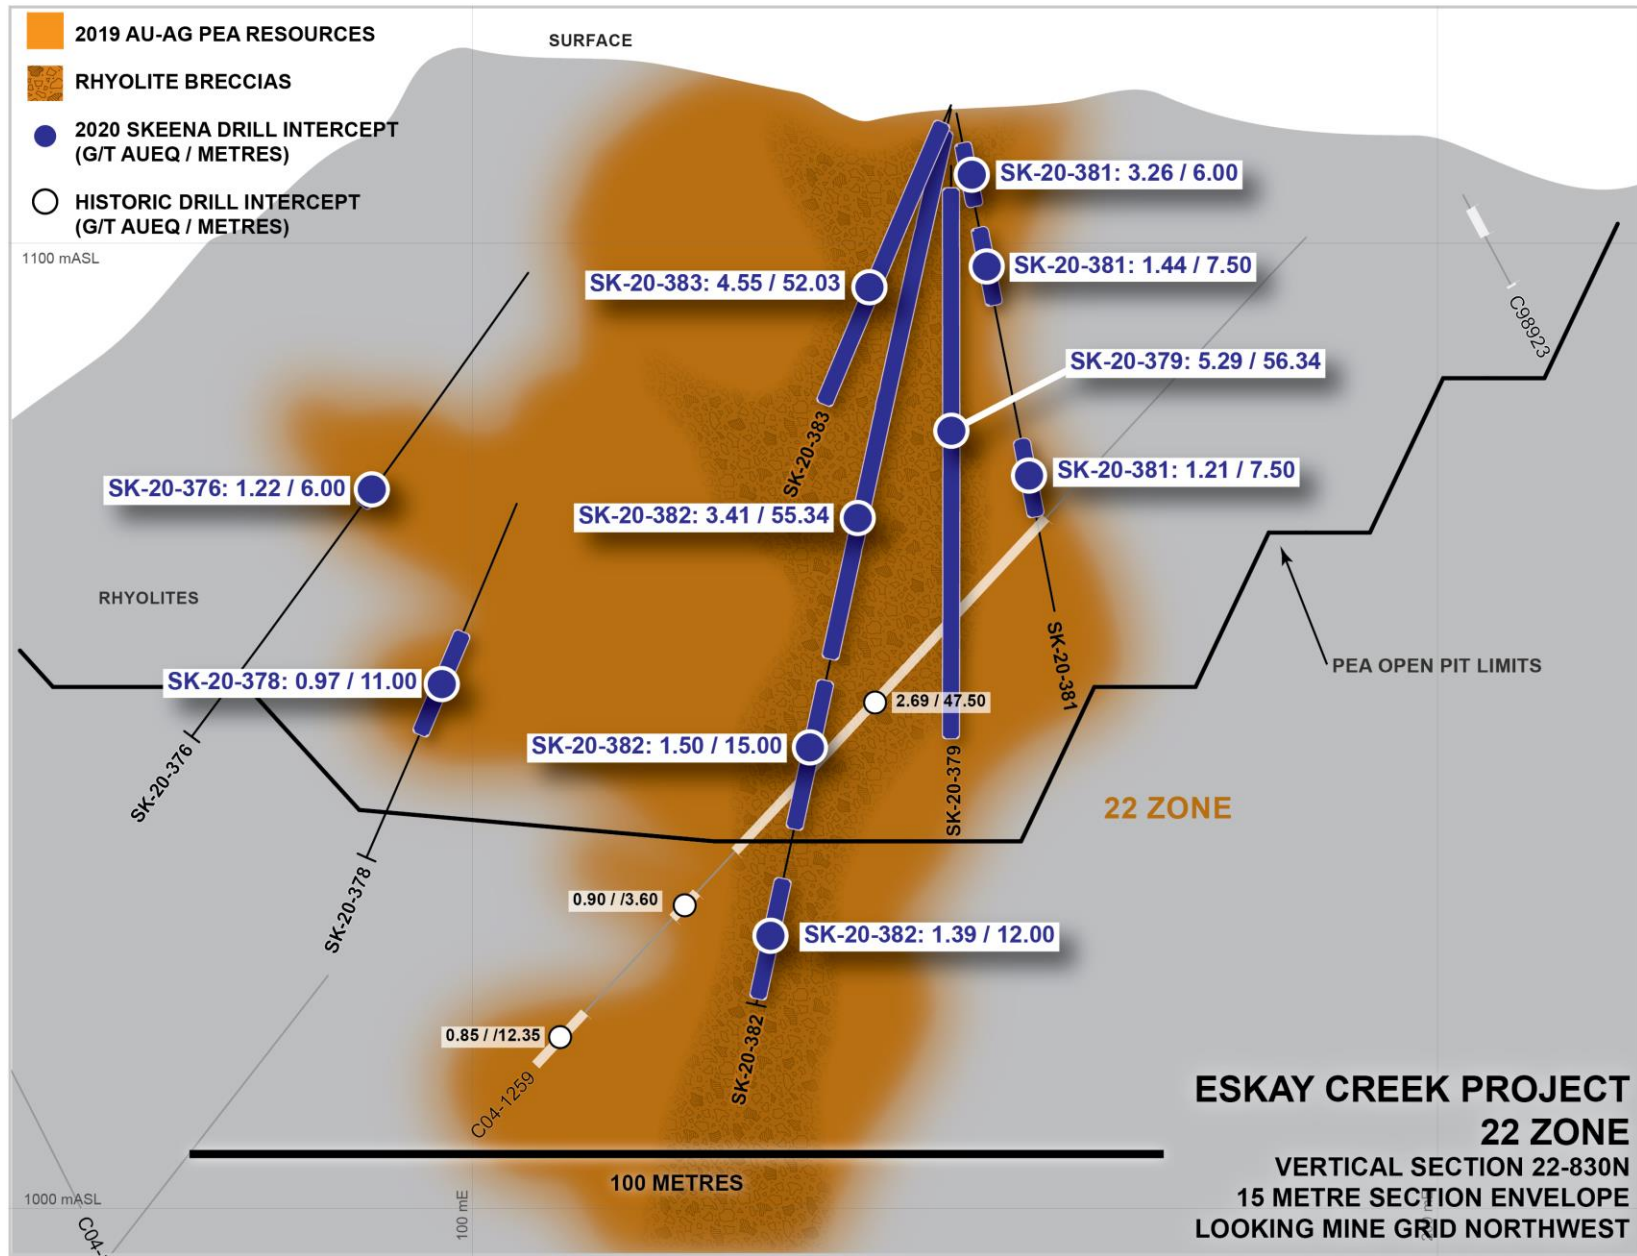 2019 AU-AG PEA RESOURCES
RHYOLITE BRECCIAS
2020 SKEENA DRILL INTERCEPT
(G/T AUEQ / METRES)
HISTORIC DRILL INTERCEPT
(G/T AUEQ / METRES)
SURFACE
1100 mASL
SK-20-381: 3.26 / 6.00
SK-20-381: 1.44 / 7.50
SK-20-383: 4.55 / 52.03
C98923
SK-20-379: 5.29 / 56.34
SK-20-383
SK-20-381: 1.21 / 7.50
SK-20-376: 1.22 / 6.00
SK-20-382: 3.41 / 55.34
RHYOLITES
SK-20-381
PEA OPEN PIT LIMITS
SK-20-378: 0.97 / 11.00
2.69 / 47.50
SK-20-376
SK-20-382: 1.50 / 15.00
SK-20-379
22 ZONE
SK-20-378
0.90 / /3.60
SK-20-382: 1.39 / 12.00
0.85 / /12.35
SK-20-382
C04-1259
100 METRES
ESKAY CREEK PROJECT
22 ZONE
VERTICAL SECTION 22-830N
15 METRE SECTION ENVELOPE
LOOKING MINE GRID NORTHWEST
1000 mASL
100 mE